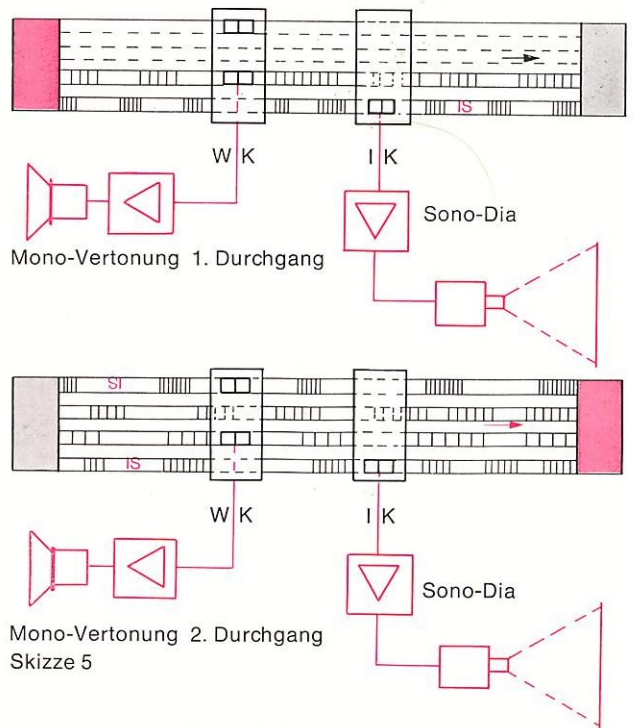 IS
W K
I K
Sono-Dia
Mono-Vertonung 1. Durchgang
SI
IS
W K
I K
Sono-Dia
Mono-Vertonung 2. Durchgang
Skizze 5